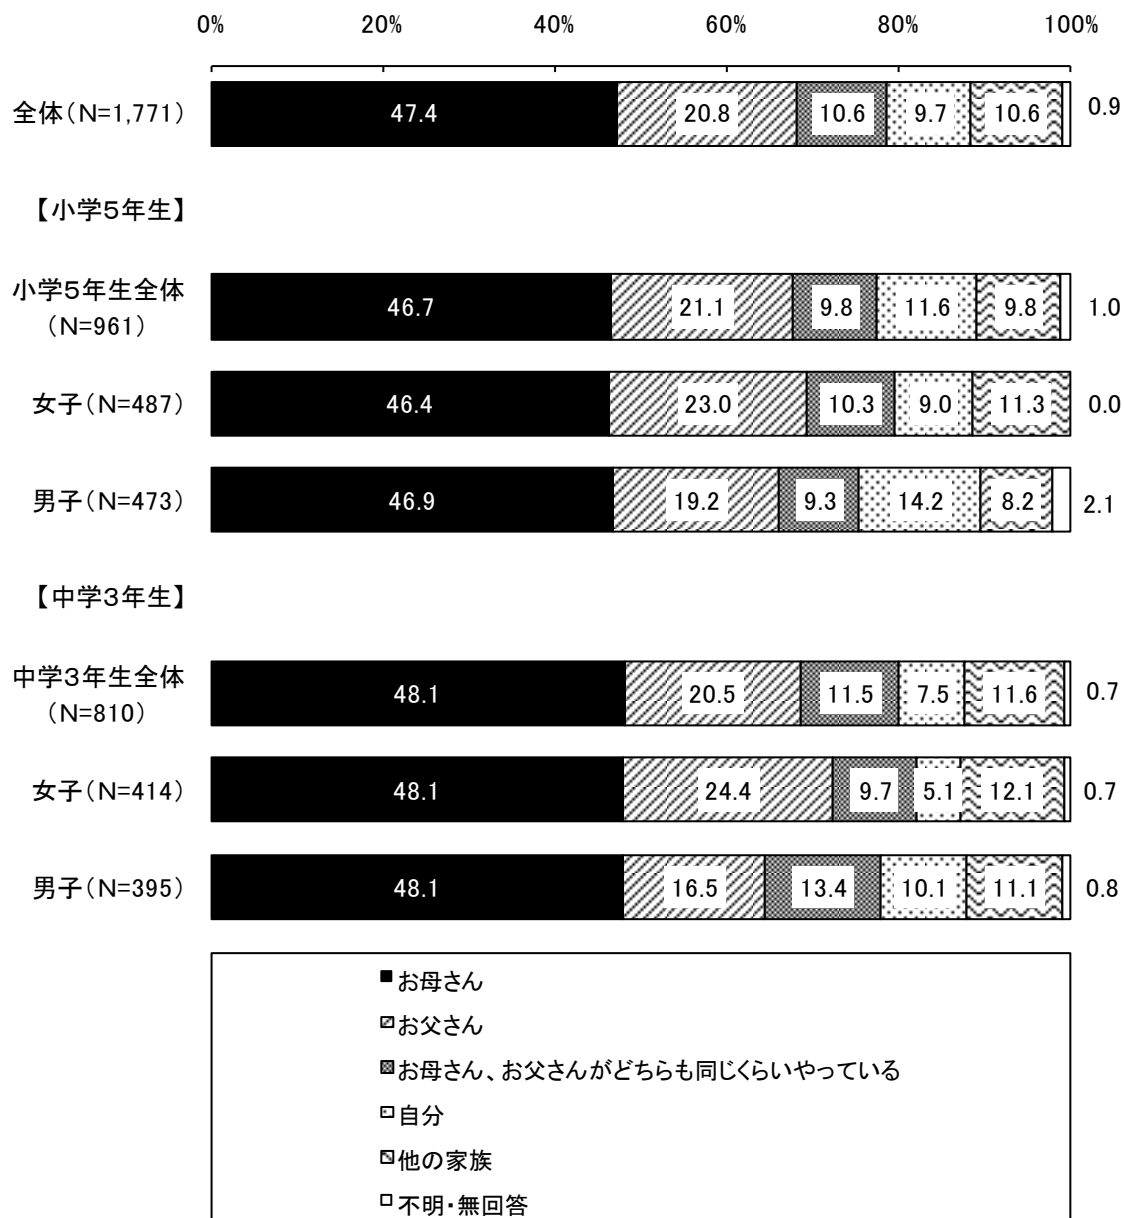 0% 20% 40% 60% 80% 100%
全体(N=1,771) 47.4 20.8 10.6 9.7 10.6 0.9
【小学5年生】
小学5年生全体
(N=961) 46.7 21.1 9.8 11.6 9.8 1.0
女子(N=487) 46.4 23.0 10.3 9.0 11.3 0.0
男子(N=473) 46.9 19.2 9.3 14.2 8.2 2.1
【中学3年生】
中学3年生全体
(N=810) 48.1 20.5 11.5 7.5 11.6 0.7
女子(N=414) 48.1 24.4 9.7 5.1 12.1 0.7
男子(N=395) 48.1 16.5 13.4 10.1 11.1 0.8
お母さん
お父さん
お母さん、お父さんがどちらも同じくらいやっている
自分
他の家族
不明・無回答